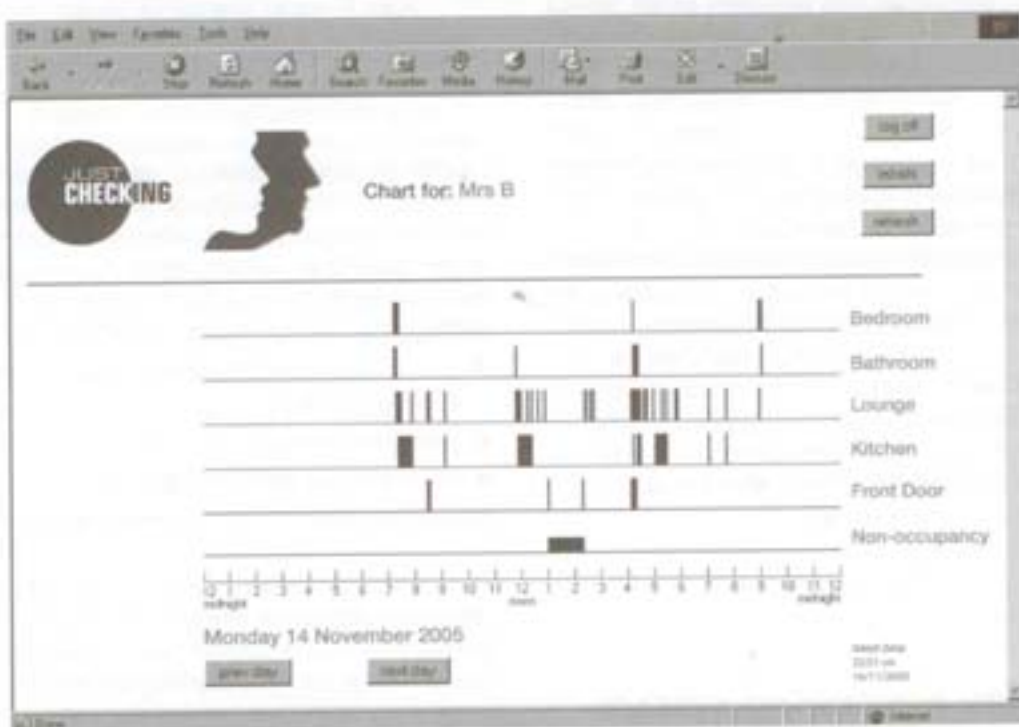 File Edit View Favorites Tools Help
Back Stop Refresh Home Search Favorites Media History Mail Print Edit Discuss
log off
JUST
CHECKING
Chart for: Mrs B
refresh
Bedroom
Bathroom
Lounge
Kitchen
Front Door
Non-occupancy
12 1 2 3 4 5 6 7 8 9 10 11 12 1 2 3 4 5 6 7 8 9 10 11 12
midnight noon midnight
Monday 14 November 2005
prev day next day
Done Internet